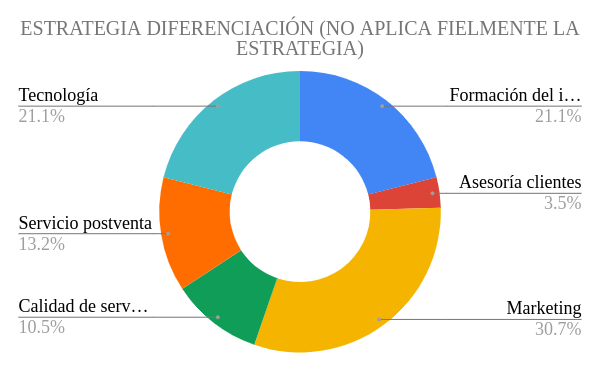 ESTRATEGIA DIFERENCIACIÓN (NO APLICA FIELMENTE LA
ESTRATEGIA)
Tecnología
21.1%
Formación del i…
21.1%
Asesoría clientes
3.5%
Servicio postventa
13.2%
Calidad de serv…
10.5%
Marketing
30.7%